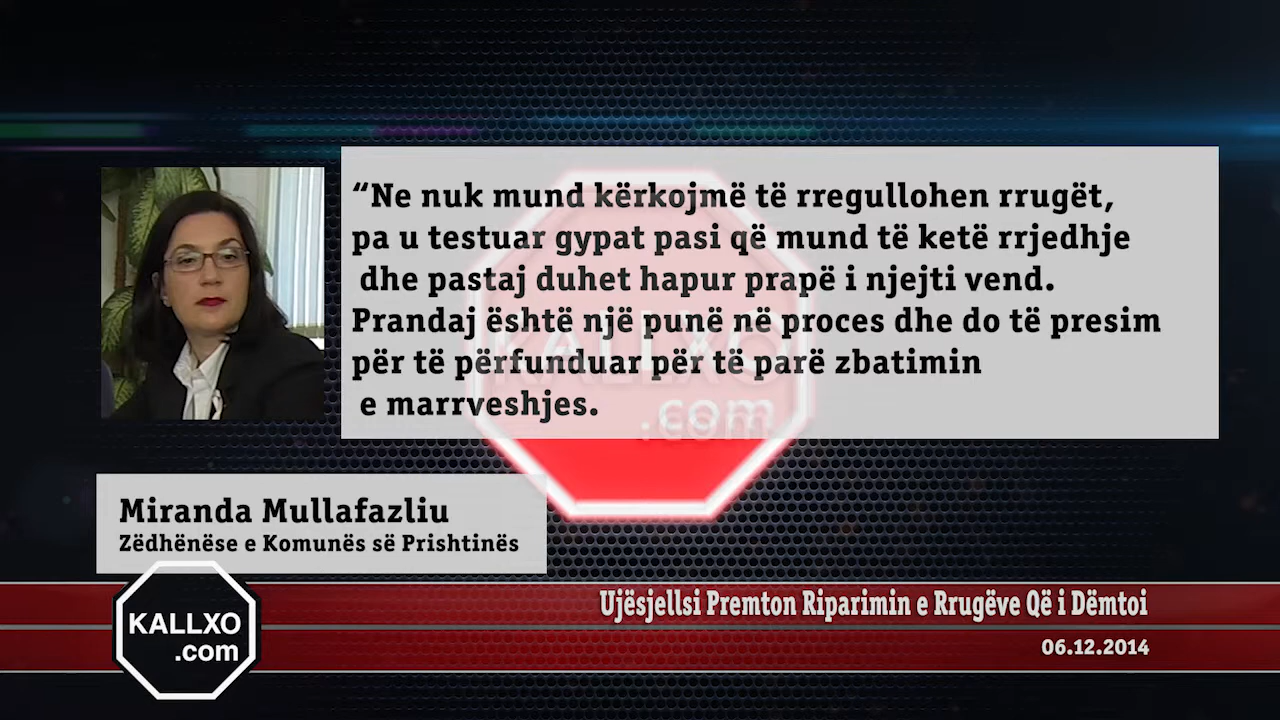 “Ne nuk mund kërkojmë të rregullohen rrugët,
pa u testuar gypat pasi që mund të ketë rrjedhje
dhe pastaj duhet hapur prapë i njejti vend.
Prandaj është një punë në proces dhe do të presim
për të përfunduar për të parë zbatimin
e marrveshjes.
KALLXO
.com
Miranda Mullafazliu
Zëdhënëse e Komunës së Prishtinës
Ujësjellsi Premton Riparimin e Rrugëve Që i Dëmtoi
06.12.2014
KALLXO
.com